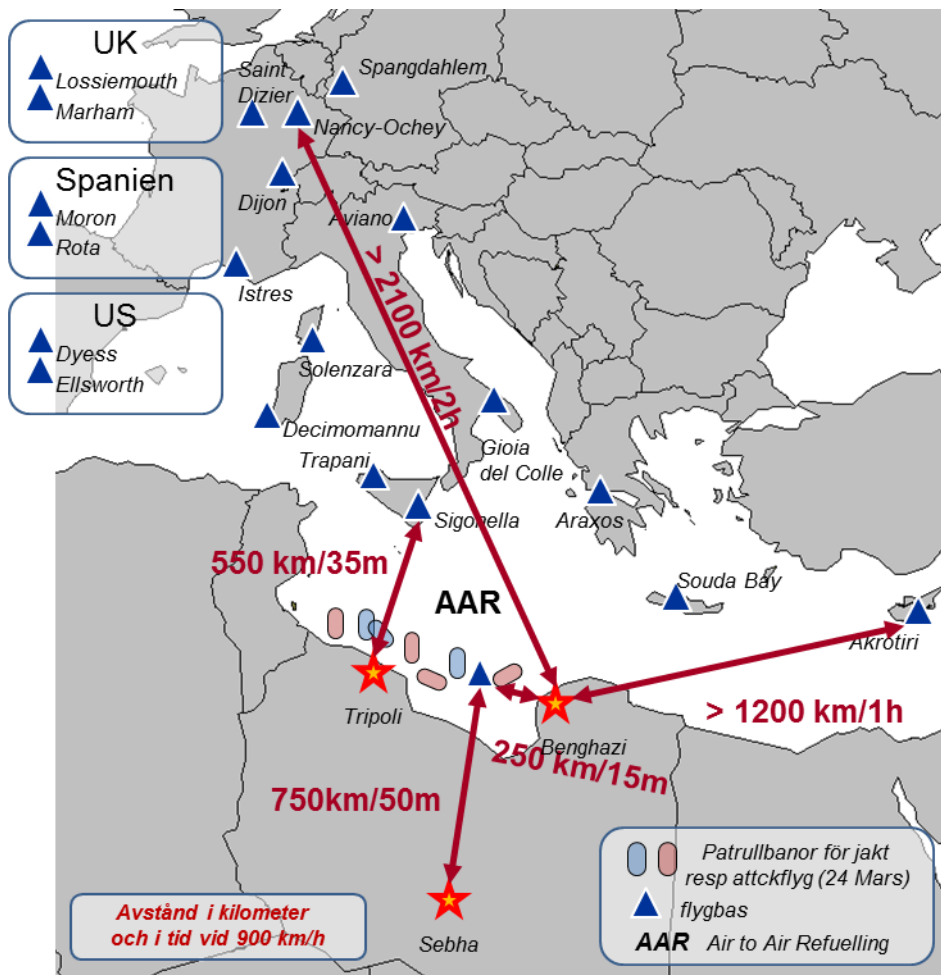 UK
Lossiemouth
Marham
Spanien
Moron
Rota
US
Dyess
Ellsworth
Saint
Dizier
Spangdahlem
Nancy-Ochey
Dijon
Aviano
Istres
> 2100 km/2h
Solenzara
Decimomannu
Gioia
del Colle
Trapani
Sigonella
Araxos
550 km/35m
Souda Bay
AAR
Akrotiri
Tripoli
> 1200 km/1h
Benghazi
250 km/15m
750km/50m
Sebha
Patrullbanor för jakt
resp attckflyg (24 Mars)
flygbas
AAR Air to Air Refuelling
Avstånd i kilometer
och i tid vid 900 km/h